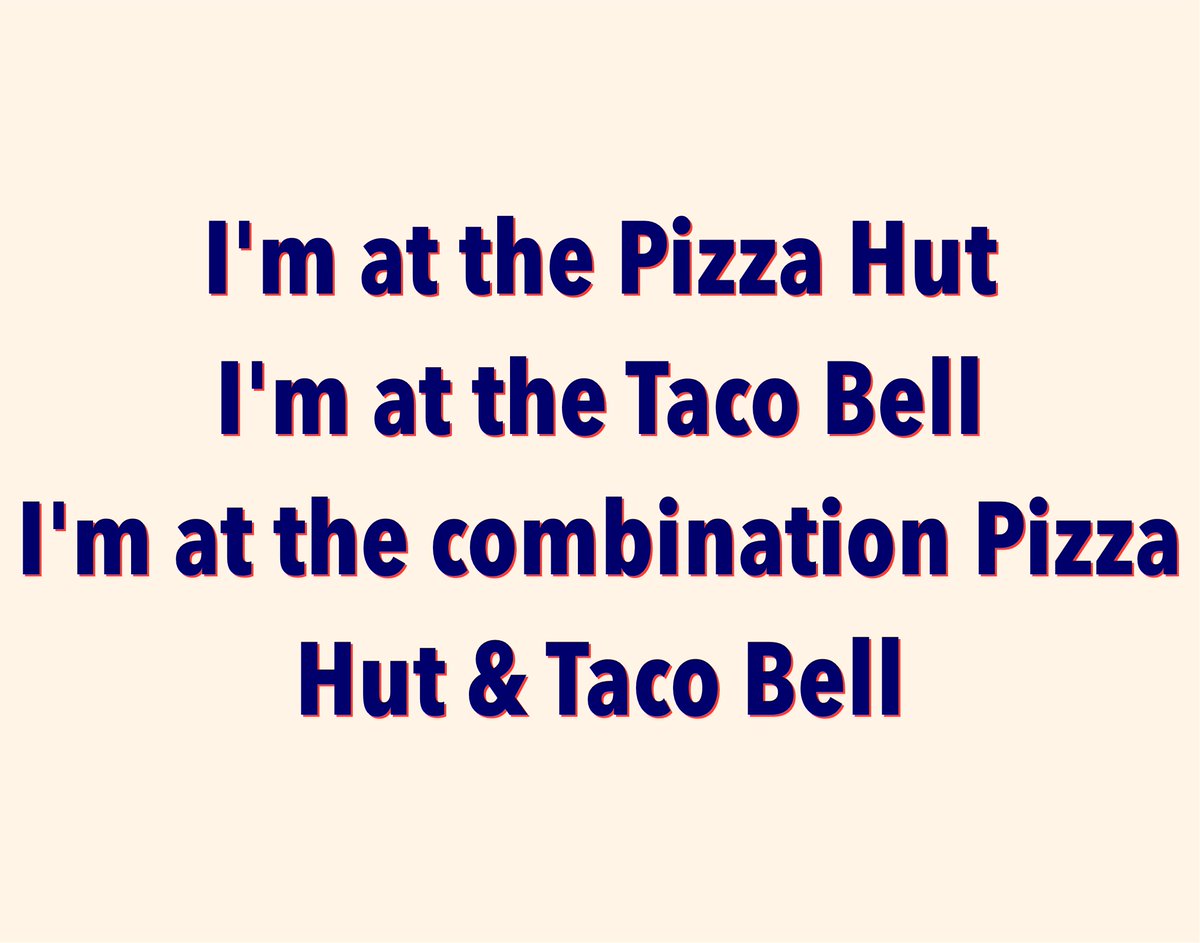 I'm at the Pizza Hut
I'm at the Taco Bell
I'm at the combination Pizza
Hut & Taco Bell